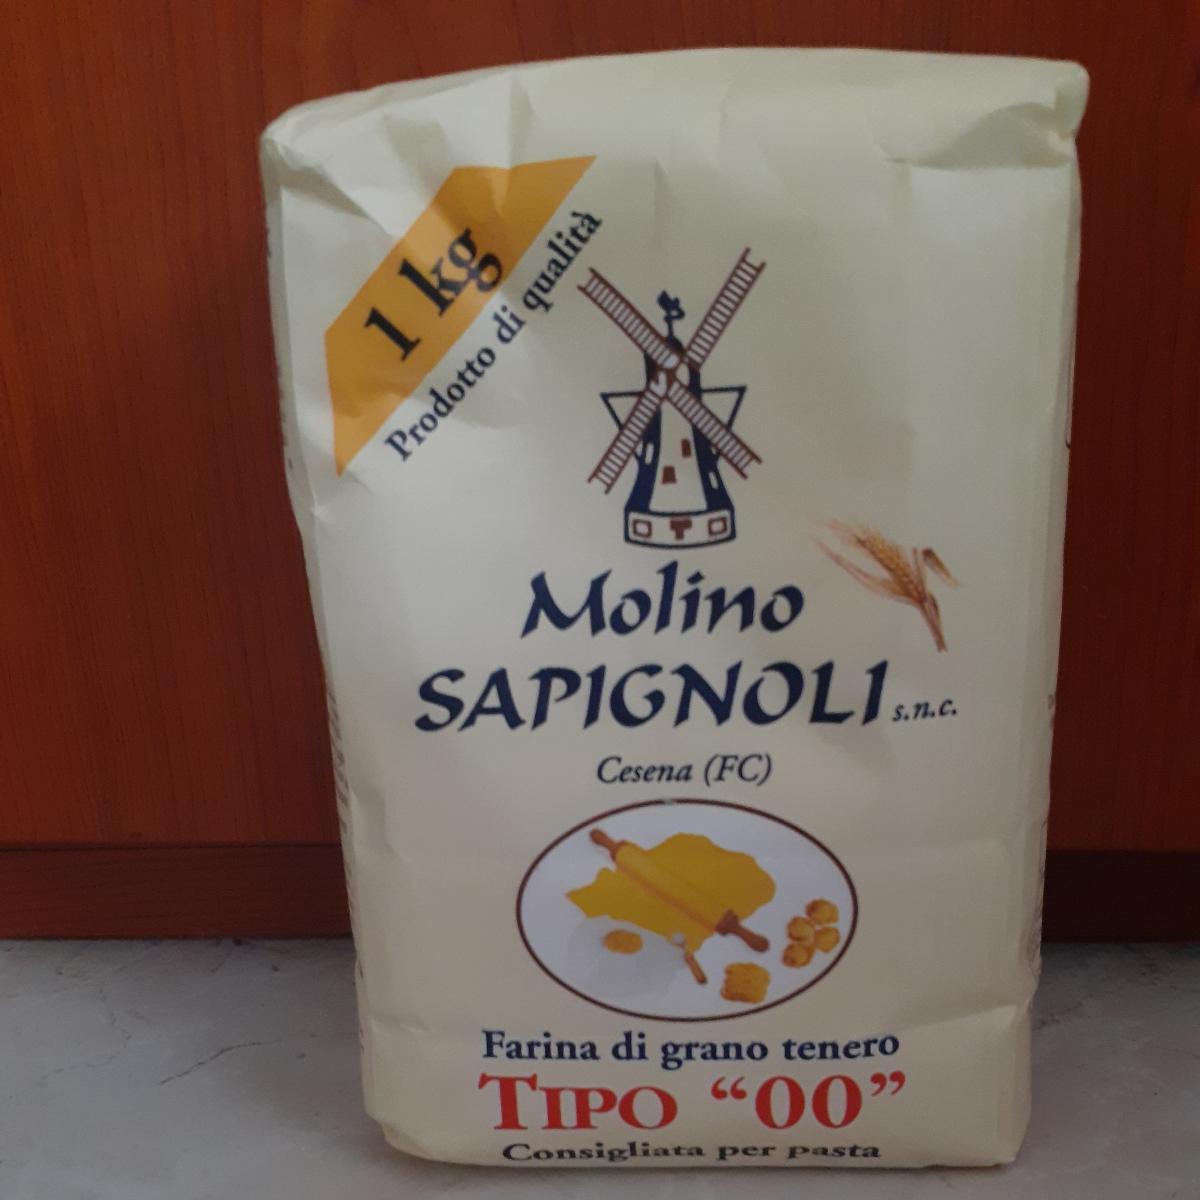 1 kg
Prodotto di qualità
Molino
SAPIGNOLI s.n.c.
Cesena (FC)
Farina di grano tenero
TIPO “00”
Consigliata per pasta